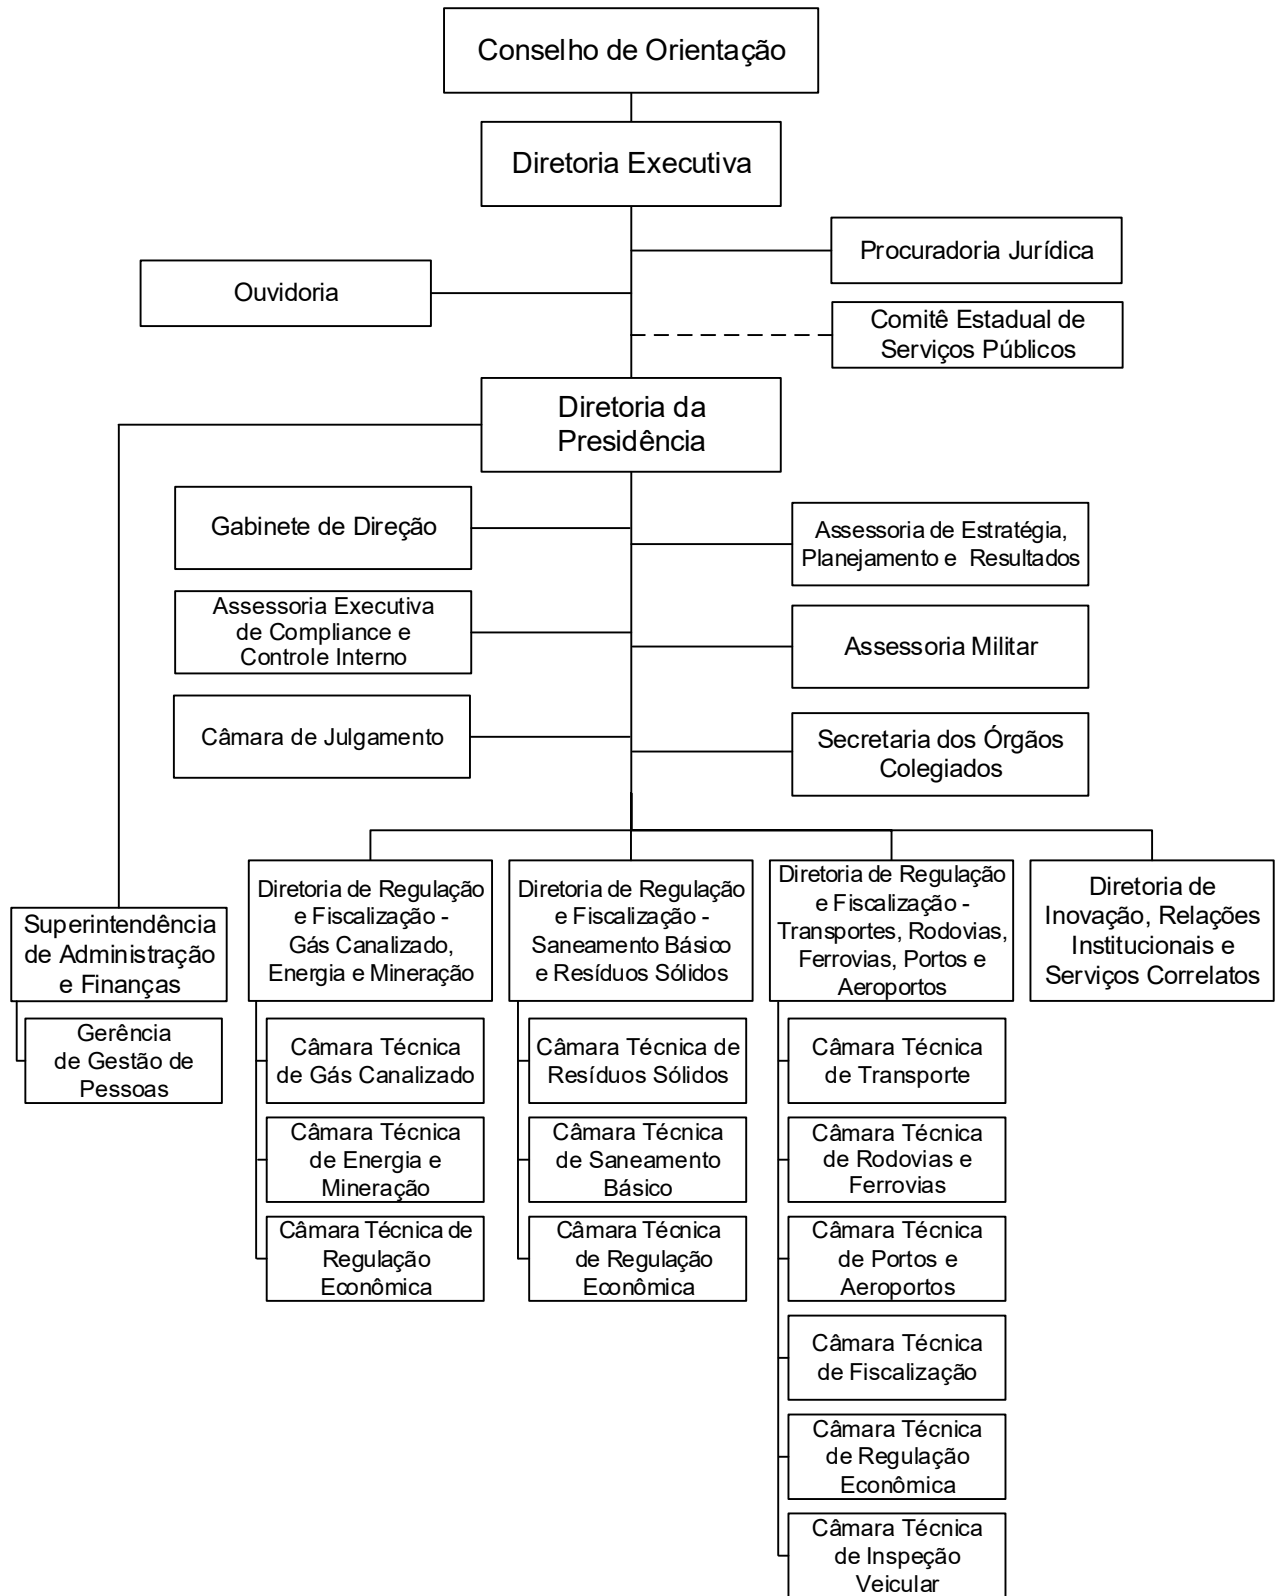 Conselho de Orientação
Diretoria Executiva
Procuradoria Jurídica
Ouvidoria
Comitê Estadual de
Serviços Públicos
Diretoria da
Presidência
Gabinete de Direção
Assessoria de Estratégia,
Planejamento e Resultados
Assessoria Executiva
de Compliance e
Controle Interno
Assessoria Militar
Câmara de Julgamento
Secretaria dos Órgãos
Colegiados
Superintendência
de Administração
e Finanças
Gerência
de Gestão de
Pessoas
Diretoria de Regulação
e Fiscalização -
Gás Canalizado,
Energia e Mineração
Câmara Técnica
de Gás Canalizado
Câmara Técnica
de Energia e
Mineração
Câmara Técnica de
Regulação
Econômica
Diretoria de Regulação
e Fiscalização -
Saneamento Básico
e Resíduos Sólidos
Câmara Técnica de
Resíduos Sólidos
Câmara Técnica
de Saneamento
Básico
Câmara Técnica
de Regulação
Econômica
Diretoria de Regulação
e Fiscalização -
Transportes, Rodovias,
Ferrovias, Portos e
Aeroportos
Câmara Técnica
de Transporte
Câmara Técnica
de Rodovias e
Ferrovias
Câmara Técnica
de Portos e
Aeroportos
Câmara Técnica
de Fiscalização
Câmara Técnica
de Regulação
Econômica
Câmara Técnica
de Inspeção
Veicular
Diretoria de
Inovação, Relações
Institucionais e
Serviços Correlatos